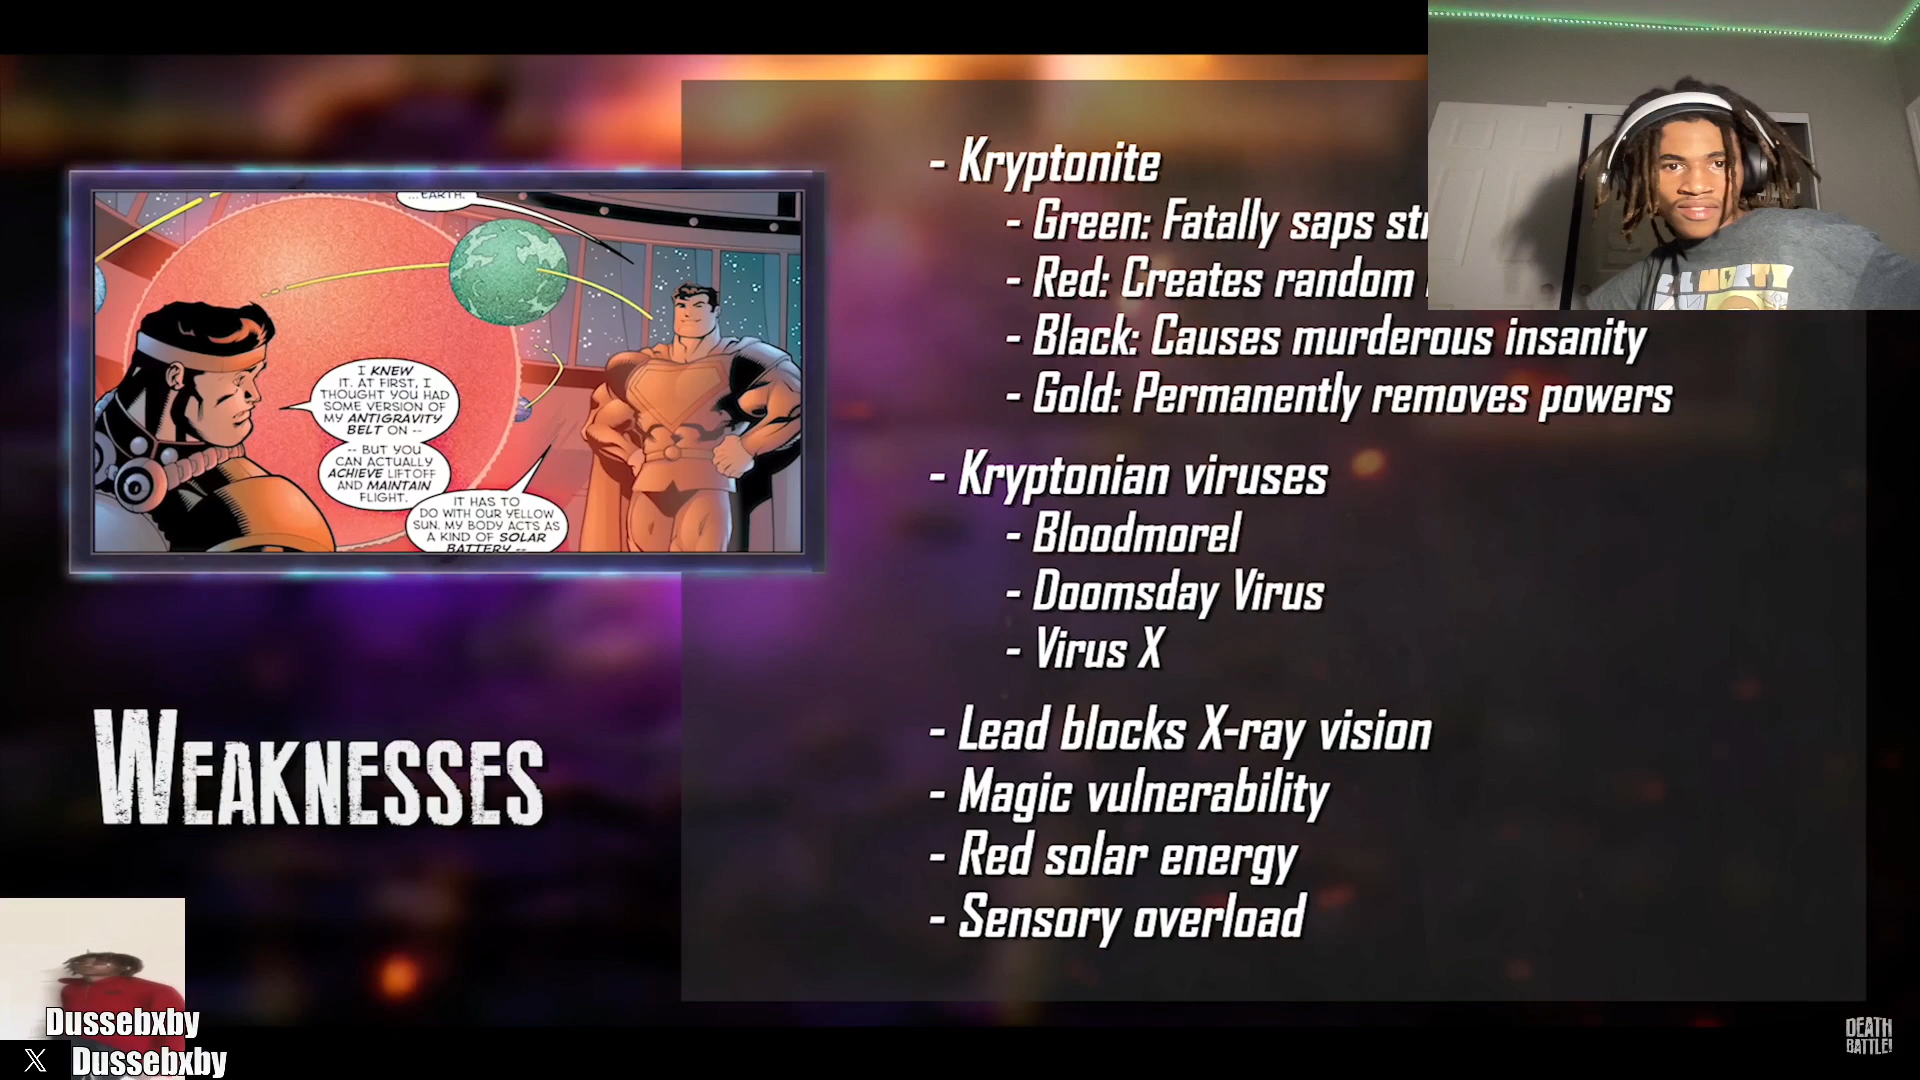 - Kryptonite
- Green: Fatally saps
- Red: Creates random
- Black: Causes murderous insanity
- Gold: Permanently removes powers
- Kryptonian viruses
- Bloodmorel
- Doomsday Virus
- Virus X
- Lead blocks X-ray vision
- Magic vulnerability
- Red solar energy
- Sensory overload
...EARTH.
I KNEW
IT. AT FIRST, I
THOUGHT YOU HAD
SOME VERSION OF
MY ANTIGRAVITY
BELT ON --
-- BUT YOU
CAN ACTUALLY
ACHIEVE LIFTOFF
AND MAINTAIN
FLIGHT.
IT HAS TO
DO WITH OUR YELLOW
SUN. MY BODY ACTS AS
A KIND OF SOLAR
BATTERY --
WEAKNESSES
Dussebxby
X Dussebxby
DEATH
BATTLE!